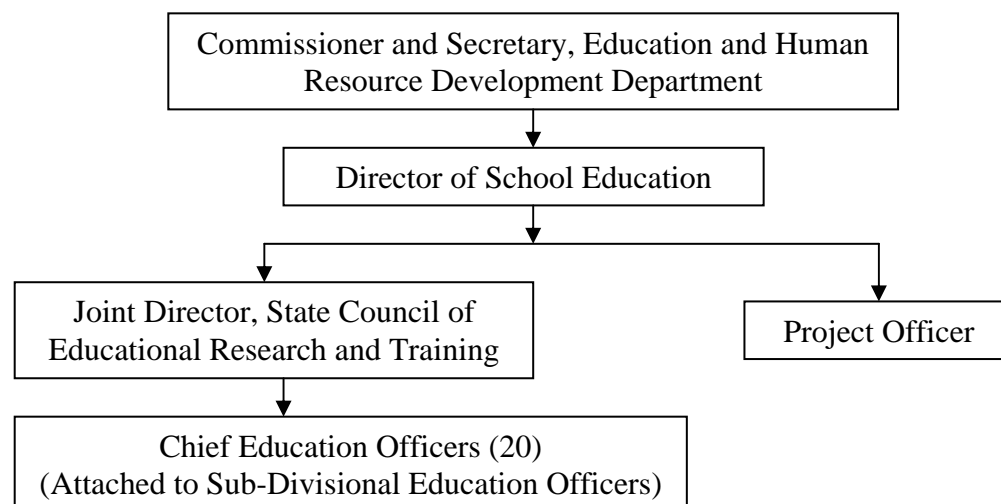 Commissioner and Secretary, Education and Human
Resource Development Department
Director of School Education
Joint Director, State Council of
Educational Research and Training
Project Officer
Chief Education Officers (20)
(Attached to Sub-Divisional Education Officers)